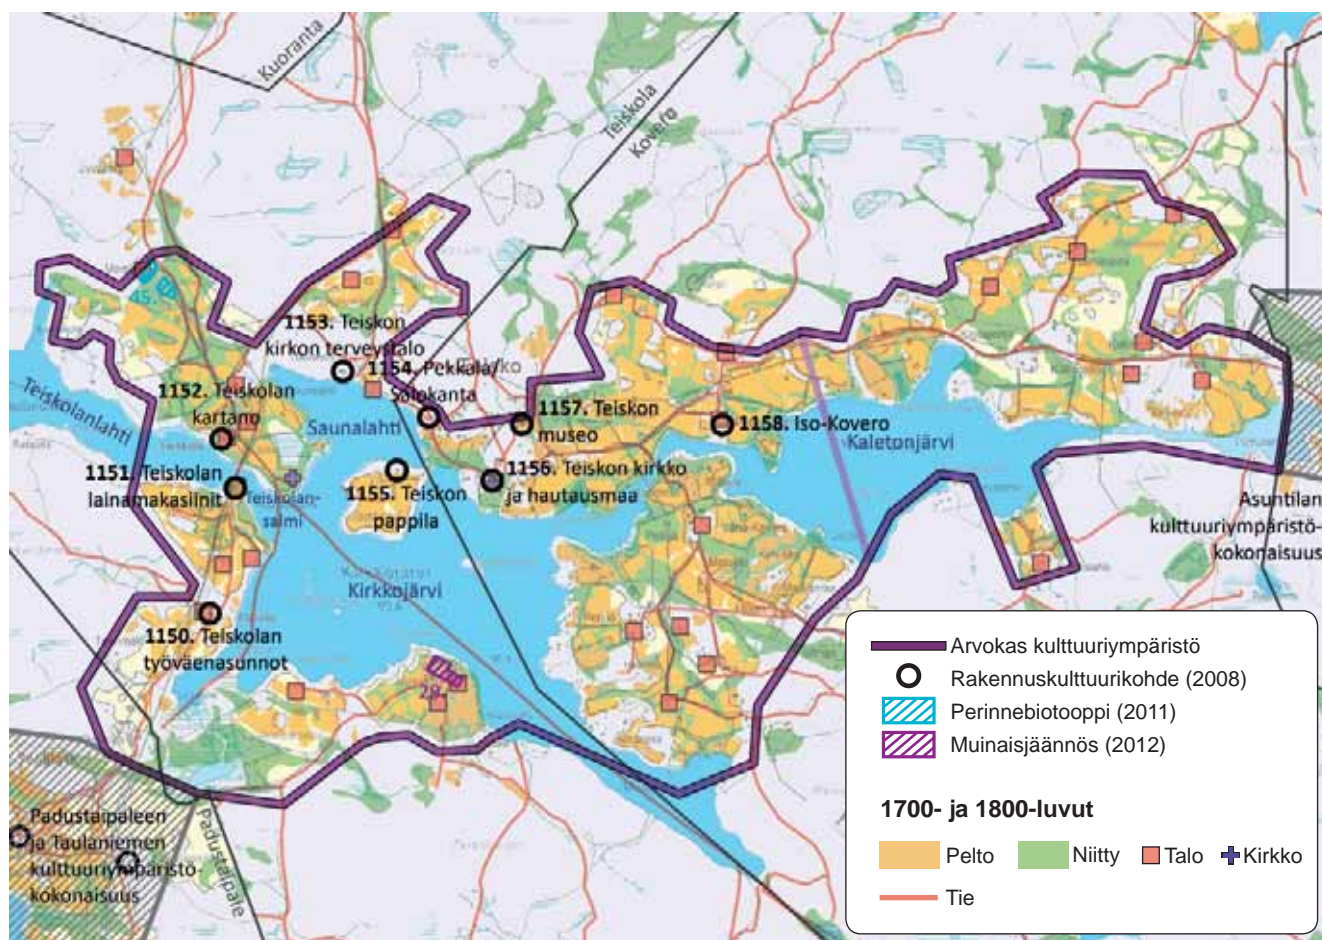 Kuoranta
Teiskola
Kovero
1153. Teiskon
kirkon terveystalo
1154. Pekkala/
Salokanta
1152. Teiskolan
kartano
Teiskolanlahti
Saunalahti
1157. Teiskon
museo
1158. Iso-Kovero
Kaletonjärvi
1151. Teiskolan
lainamakasiinit
Teiskolan-
salmi
1155. Teiskon
pappila
1156. Teiskon kirkko
ja hautausmaa
Asuntilan
kulttuuriympäristö-
kokonaisuus
Kirkkojärvi
1150. Teiskolan
työväenasunnot
Padustaipaleen
ja Taulaniemen
kulttuuriympäristö-
kokonaisuus
Padustaipale
Arvokas kulttuuriympäristö
Rakennuskulttuurikohde (2008)
Perinnebiotooppi (2011)
Muinaisjäännös (2012)
1700- ja 1800-luvut
Pelto
Niitty
Talo
Kirkko
Tie